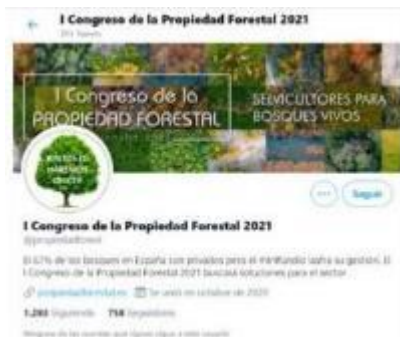 I Congreso de la Propiedad Forestal 2021
Tweets
I Congreso de la
PROPIEDAD FORESTAL
SELVICULTORES PARA
BOSQUES VIVOS
Seguir
I Congreso de la Propiedad Forestal 2021
El 67% de los bosques en España son privados pero el minifundio lastra su gestión. El
I Congreso de la Propiedad Forestal 2021 buscará soluciones para el sector
propiedadforestal.es Se unió en octubre de 2020
Siguiendo 758 Seguidores